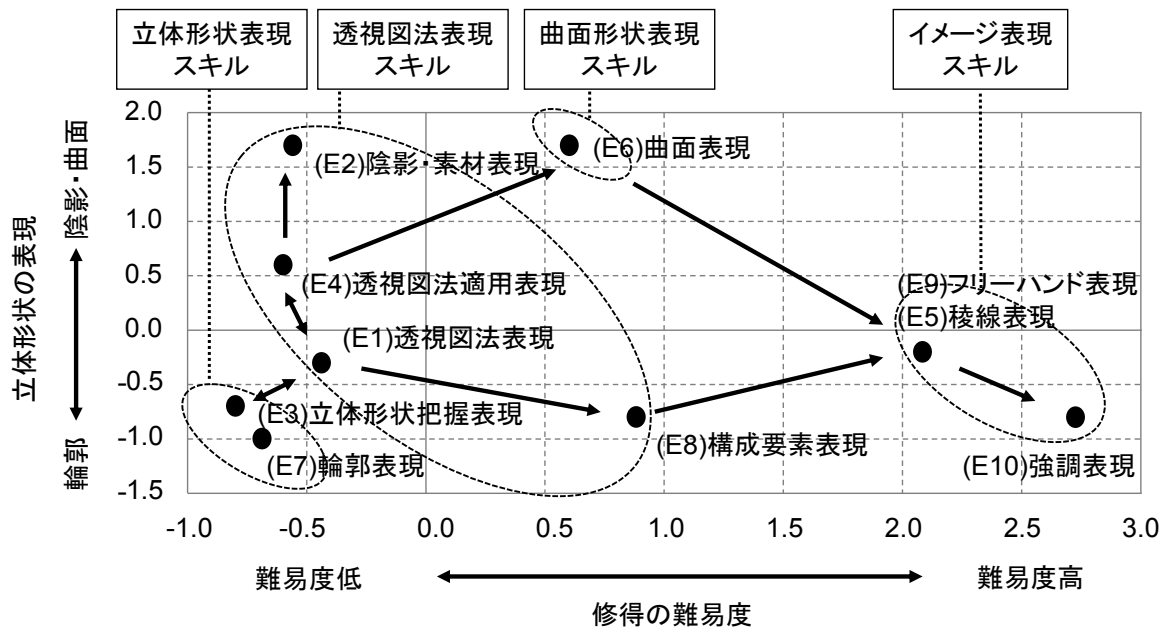 立体形状表現
スキル
透視図法表現
スキル
曲面形状表現
スキル
イメージ表現
スキル
立体形状の表現
陰影・曲面
輪郭
2.0
1.5
1.0
0.5
0.0
-0.5
-1.0
-1.5
(E2)陰影・素材表現
(E6)曲面表現
(E4)透視図法適用表現
(E9)フリーハンド表現
(E5)稜線表現
(E1)透視図法表現
(E3)立体形状把握表現
(E8)構成要素表現
(E7)輪郭表現
(E10)強調表現
-1.0 -0.5 0.0 0.5 1.0 1.5 2.0 2.5 3.0
難易度低
難易度高
修得の難易度